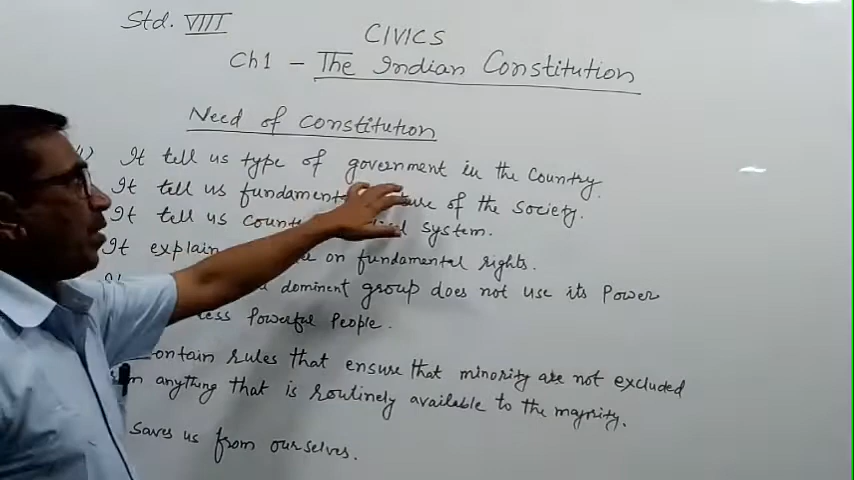 Std. VIII
CIVICS
Ch1 - The Indian Constitution
Need of constitution
1) It tell us type of government in the Country.
It tell us fundamental of the society.
It tell us system.
It explain on fundamental rights.
dominent group does not use its Power
less Powerful People.
contain rules that ensure that minority are not excluded
anything that is routinely available to the majority.
saves us from ourselves.